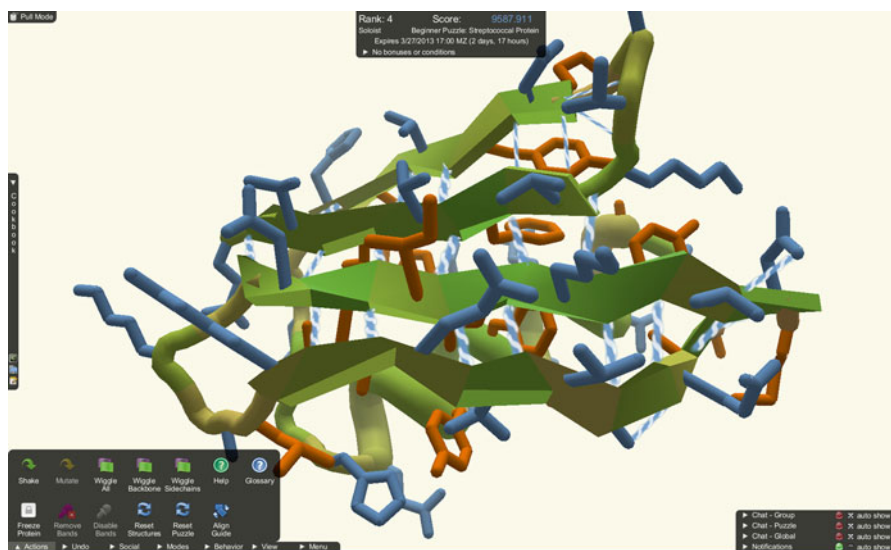 Pull Mode
Rank: 4 Score: 9587.911
Soloist Beginner Puzzle: Streptococcal Protein
Expires 3/27/2013 17:00 MZ (2 days, 17 hours)
No bonuses or conditions
Cookbook
Shake Mutate Wiggle All Wiggle Backbone Wiggle Sidechains Help Glossary
Freeze Protein Remove Bands Disable Bands Reset Structures Reset Puzzle Align Guide
Actions Undo Social Modes Behavior View Menu
Chat - Group auto show
Chat - Puzzle auto show
Chat - Global auto show
Notifications auto show